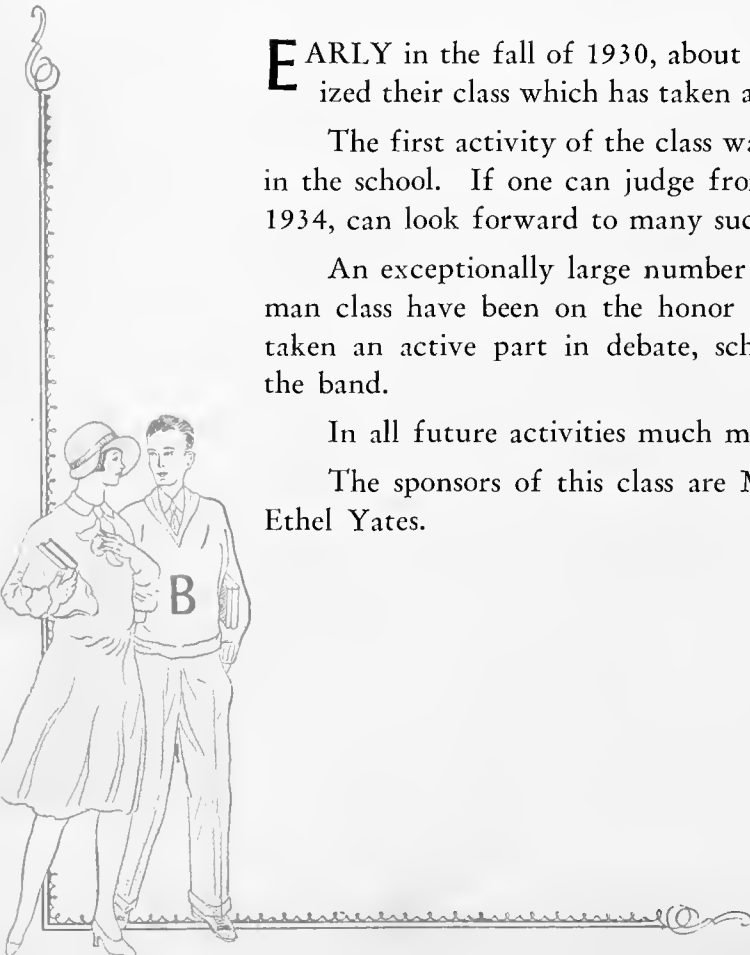 EARLY in the fall of 1930, about
ized their class which has taken a
The first activity of the class wa
in the school. If one can judge fro
1934, can look forward to many suc
An exceptionally large number
man class have been on the honor
taken an active part in debate, sch
the band.
In all future activities much m
The sponsors of this class are M
Ethel Yates.
B